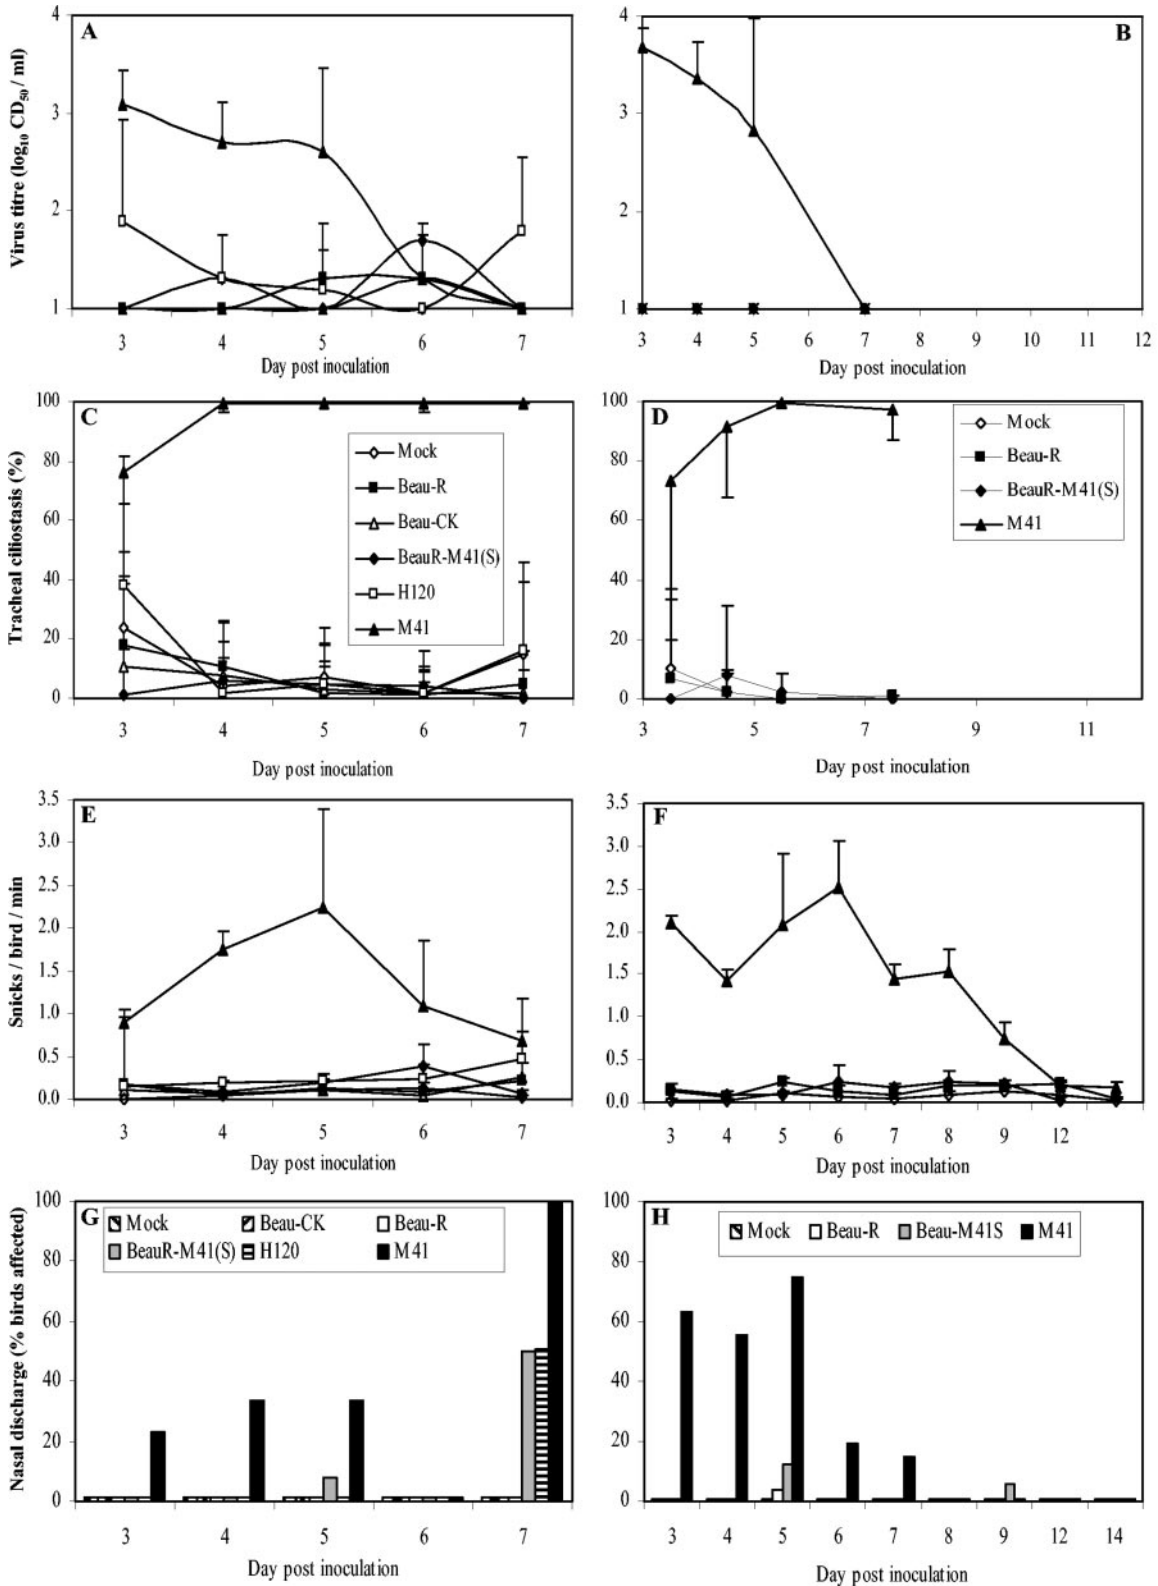 Virus titre (log10 CD50 / ml)
A
4
3
2
1
3 4 5 6 7
Day post inoculation
B
4
3
2
1
3 4 5 6 7 8 9 10 11 12
Day post inoculation
Tracheal ciliostasis (%)
C
100
80
60
40
20
0
Mock
Beau-R
Beau-CK
BeauR-M41(S)
H120
M41
3 4 5 6 7
Day post inoculation
D
100
80
60
40
20
0
Mock
Beau-R
BeauR-M41(S)
M41
3 5 7 9 11
Day post inoculation
Snicks / bird / min
E
3.5
3.0
2.5
2.0
1.5
1.0
0.5
0.0
3 4 5 6 7
Day post inoculation
F
3.5
3.0
2.5
2.0
1.5
1.0
0.5
0.0
3 4 5 6 7 8 9 12
Day post inoculation
Nasal discharge (% birds affected)
G
100
80
60
40
20
0
Mock Beau-CK Beau-R
BeauR-M41(S) H120 M41
3 4 5 6 7
Day post inoculation
H
100
80
60
40
20
0
Mock Beau-R Beau-M41S M41
3 4 5 6 7 8 9 12 14
Day post inoculation